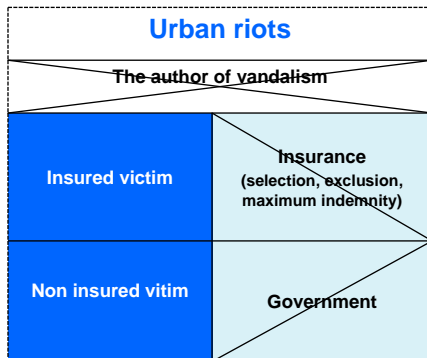 Urban riots
The author of vandalism
Insured victim
Insurance
(selection, exclusion,
maximum indemnity)
Non insured vitim
Government